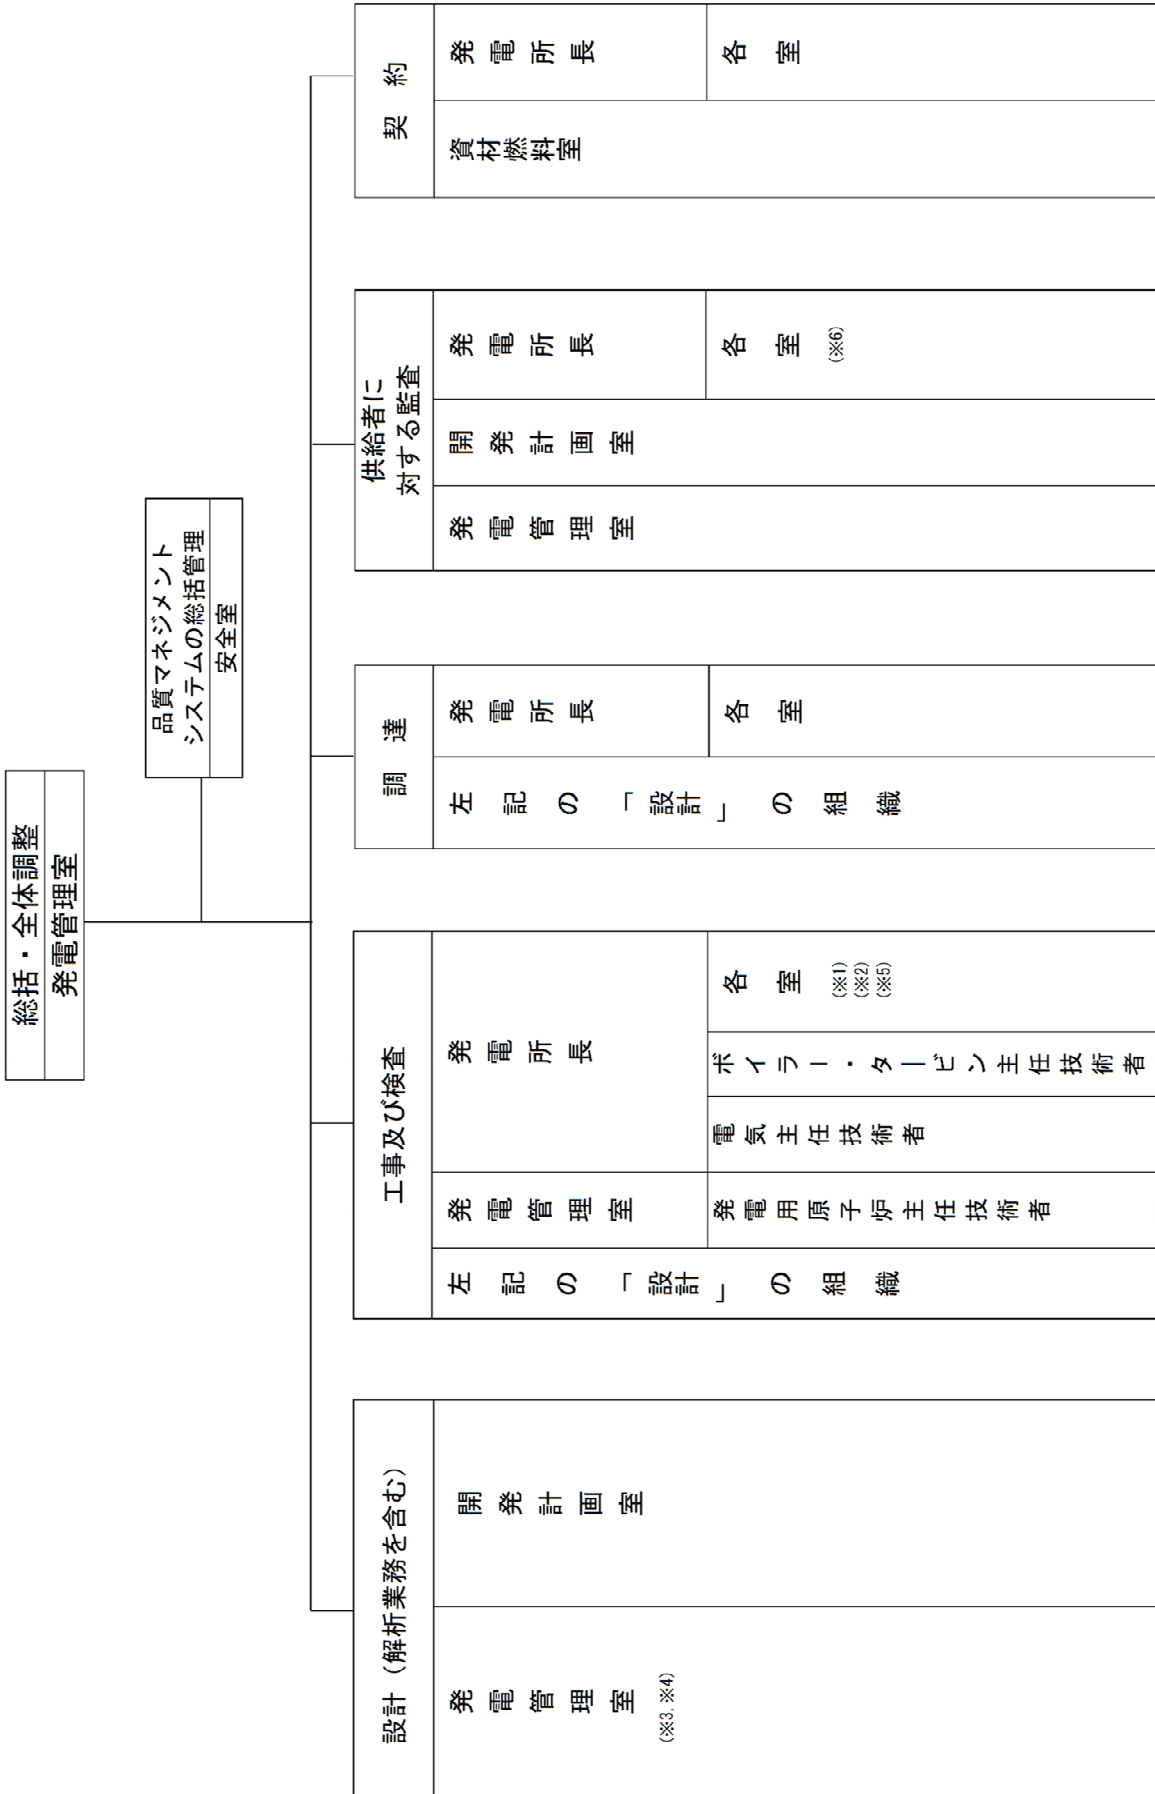 総括・全体調整
発電管理室
品質マネジメント
システムの総括管理
安全室
設計（解析業務を含む）
発電管理室
(※3, ※4)
開発計画室
工事及び検査
左記の「設計」の組織
発電管理室
発電用原子炉主任技術者
発電所長
電気主任技術者
ボイラー・タービン主任技術者
各室
(※1)
(※2)
(※5)
調達
左記の「設計」の組織
発電所長
各室
供給者に
対する監査
発電管理室
開発計画室
発電所長
各室
(※6)
契約
資材燃料室
発電所長
各室